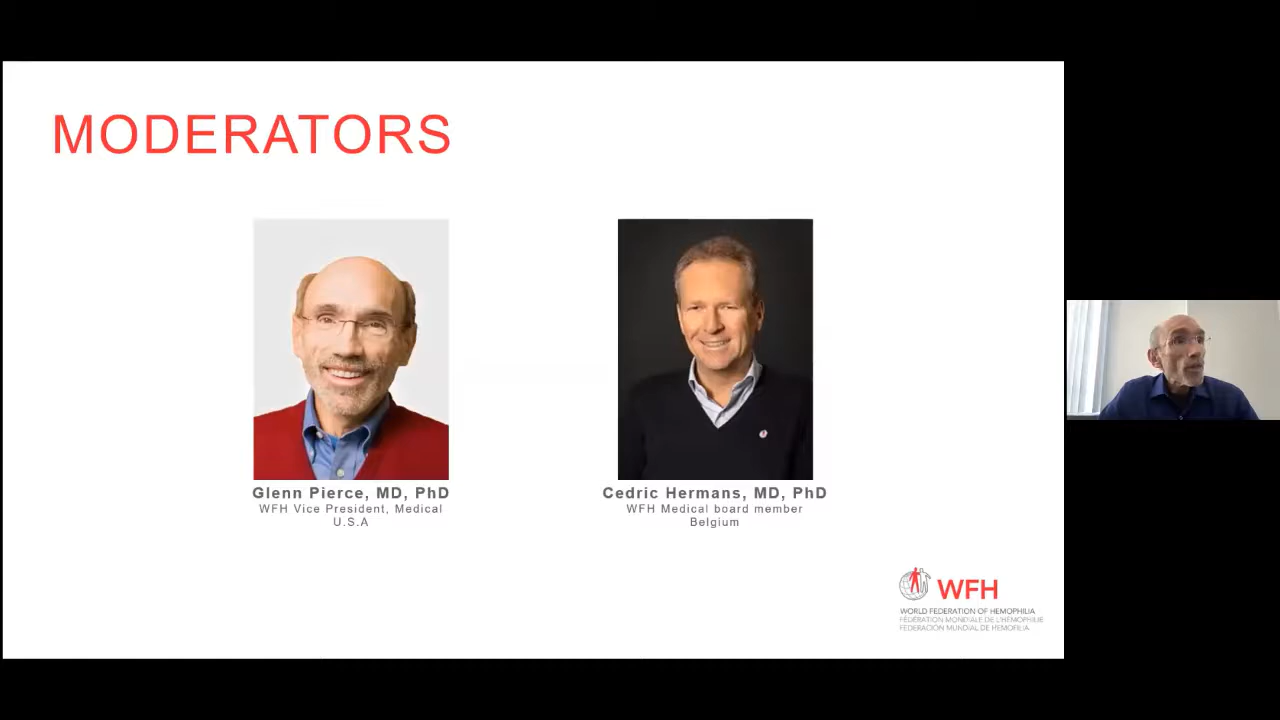 MODERATORS
Glenn Pierce, MD, PhD
WFH Vice President, Medical
U.S.A
Cedric Hermans, MD, PhD
WFH Medical board member
Belgium
WFH
WORLD FEDERATION OF HEMOPHILIA
FÉDÉRATION MONDIALE DE L'HÉMOPHILIE
FEDERACIÓN MUNDIAL DE HEMOFILIA